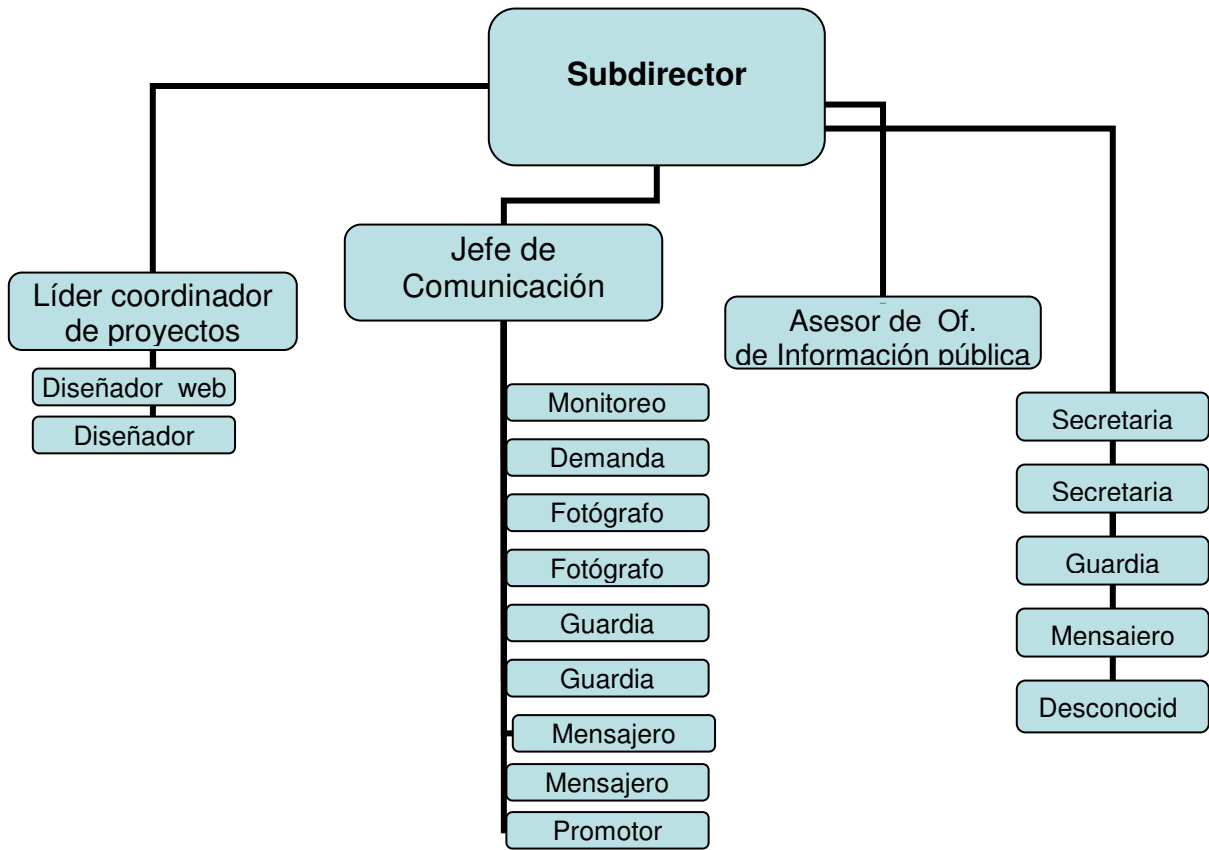 Subdirector
Jefe de
Comunicación
Líder coordinador
de proyectos
Asesor de Of.
de Información pública
Diseñador web
Diseñador
Monitoreo
Demanda
Fotógrafo
Fotógrafo
Guardia
Guardia
Mensajero
Mensajero
Promotor
Secretaria
Secretaria
Guardia
Mensajero
Desconocid